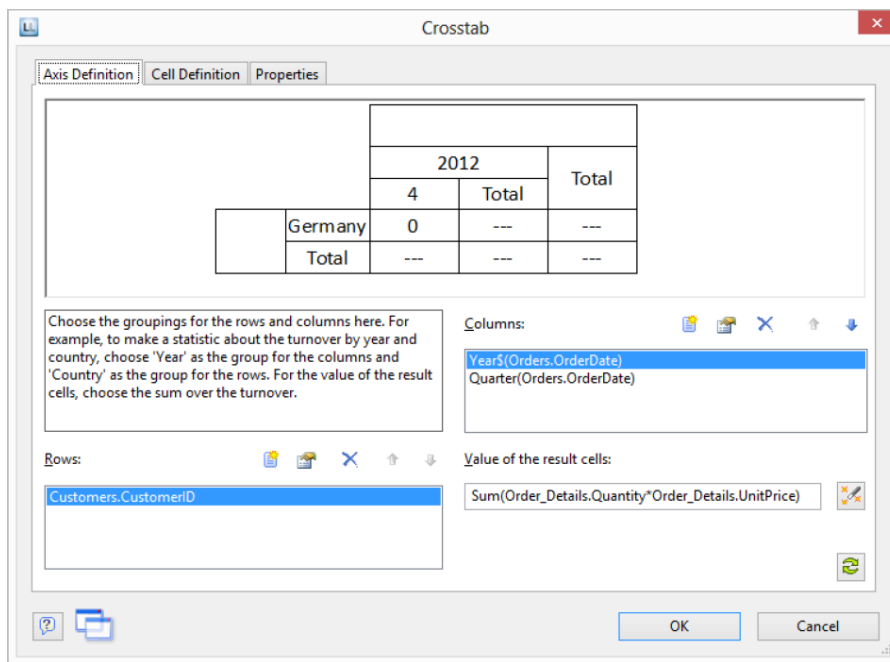 LL
Crosstab
Axis Definition
Cell Definition
Properties
2012
Total
4
Total
Germany
0
---
---
Total
---
---
---
Choose the groupings for the rows and columns here. For
example, to make a statistic about the turnover by year and
country, choose 'Year' as the group for the columns and
'Country' as the group for the rows. For the value of the result
cells, choose the sum over the turnover.
Columns:
Year$(Orders.OrderDate)
Quarter(Orders.OrderDate)
Rows:
Customers.CustomerID
Value of the result cells:
Sum(Order_Details.Quantity*Order_Details.UnitPrice)
?
OK
Cancel